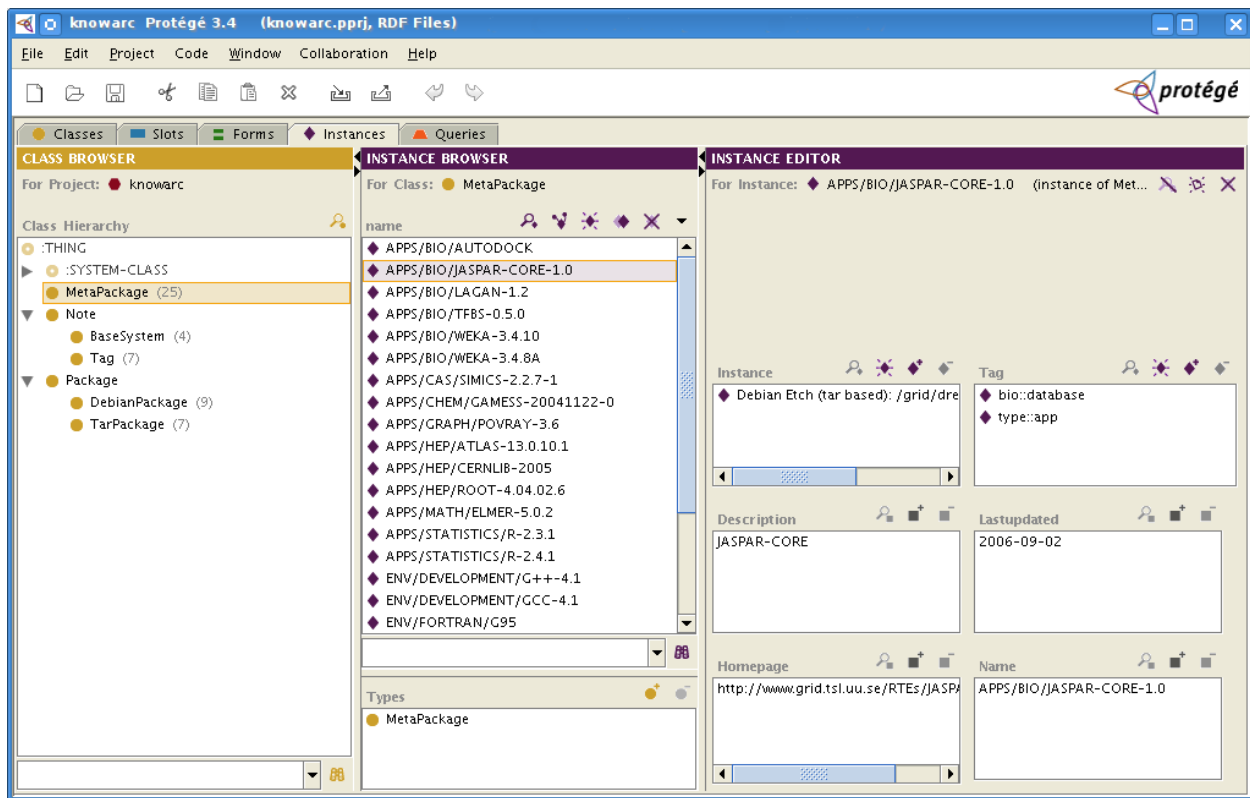 knowarc Protégé 3.4 (knowarc.pprj, RDF Files)
File Edit Project Code Window Collaboration Help
protégé
Classes Slots Forms Instances Queries
CLASS BROWSER
For Project: knowarc
Class Hierarchy
:THING
:SYSTEM-CLASS
MetaPackage (25)
Note
BaseSystem (4)
Tag (7)
Package
DebianPackage (9)
TarPackage (7)
INSTANCE BROWSER
For Class: MetaPackage
name
APPS/BIO/AUTODOCK
APPS/BIO/JASPAR-CORE-1.0
APPS/BIO/LAGAN-1.2
APPS/BIO/TFBS-0.5.0
APPS/BIO/WEKA-3.4.10
APPS/BIO/WEKA-3.4.8A
APPS/CAS/SIMICS-2.2.7-1
APPS/CHEM/GAMESS-20041122-0
APPS/GRAPH/POVRAY-3.6
APPS/HEP/ATLAS-13.0.10.1
APPS/HEP/CERNLIB-2005
APPS/HEP/ROOT-4.04.02.6
APPS/MATH/ELMER-5.0.2
APPS/STATISTICS/R-2.3.1
APPS/STATISTICS/R-2.4.1
ENV/DEVELOPMENT/G++-4.1
ENV/DEVELOPMENT/GCC-4.1
ENV/FORTRAN/G95
Types
MetaPackage
INSTANCE EDITOR
For Instance: APPS/BIO/JASPAR-CORE-1.0 (instance of Met...
Instance
Debian Etch (tar based): /grid/dre
Tag
bio::database
type::app
Description
JASPAR-CORE
Lastupdated
2006-09-02
Homepage
http://www.grid.tsl.uu.se/RTEs/JASPA
Name
APPS/BIO/JASPAR-CORE-1.0